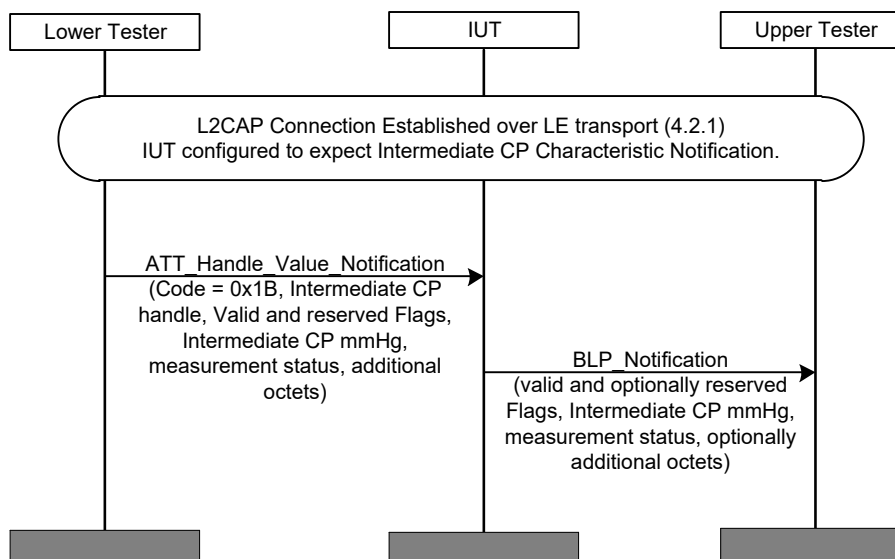 Lower Tester
IUT
Upper Tester
L2CAP Connection Established over LE transport (4.2.1)
IUT configured to expect Intermediate CP Characteristic Notification.
ATT_Handle_Value_Notification
(Code = 0x1B, Intermediate CP
handle, Valid and reserved Flags,
Intermediate CP mmHg,
measurement status, additional
octets)
BLP_Notification
(valid and optionally reserved
Flags, Intermediate CP mmHg,
measurement status, optionally
additional octets)